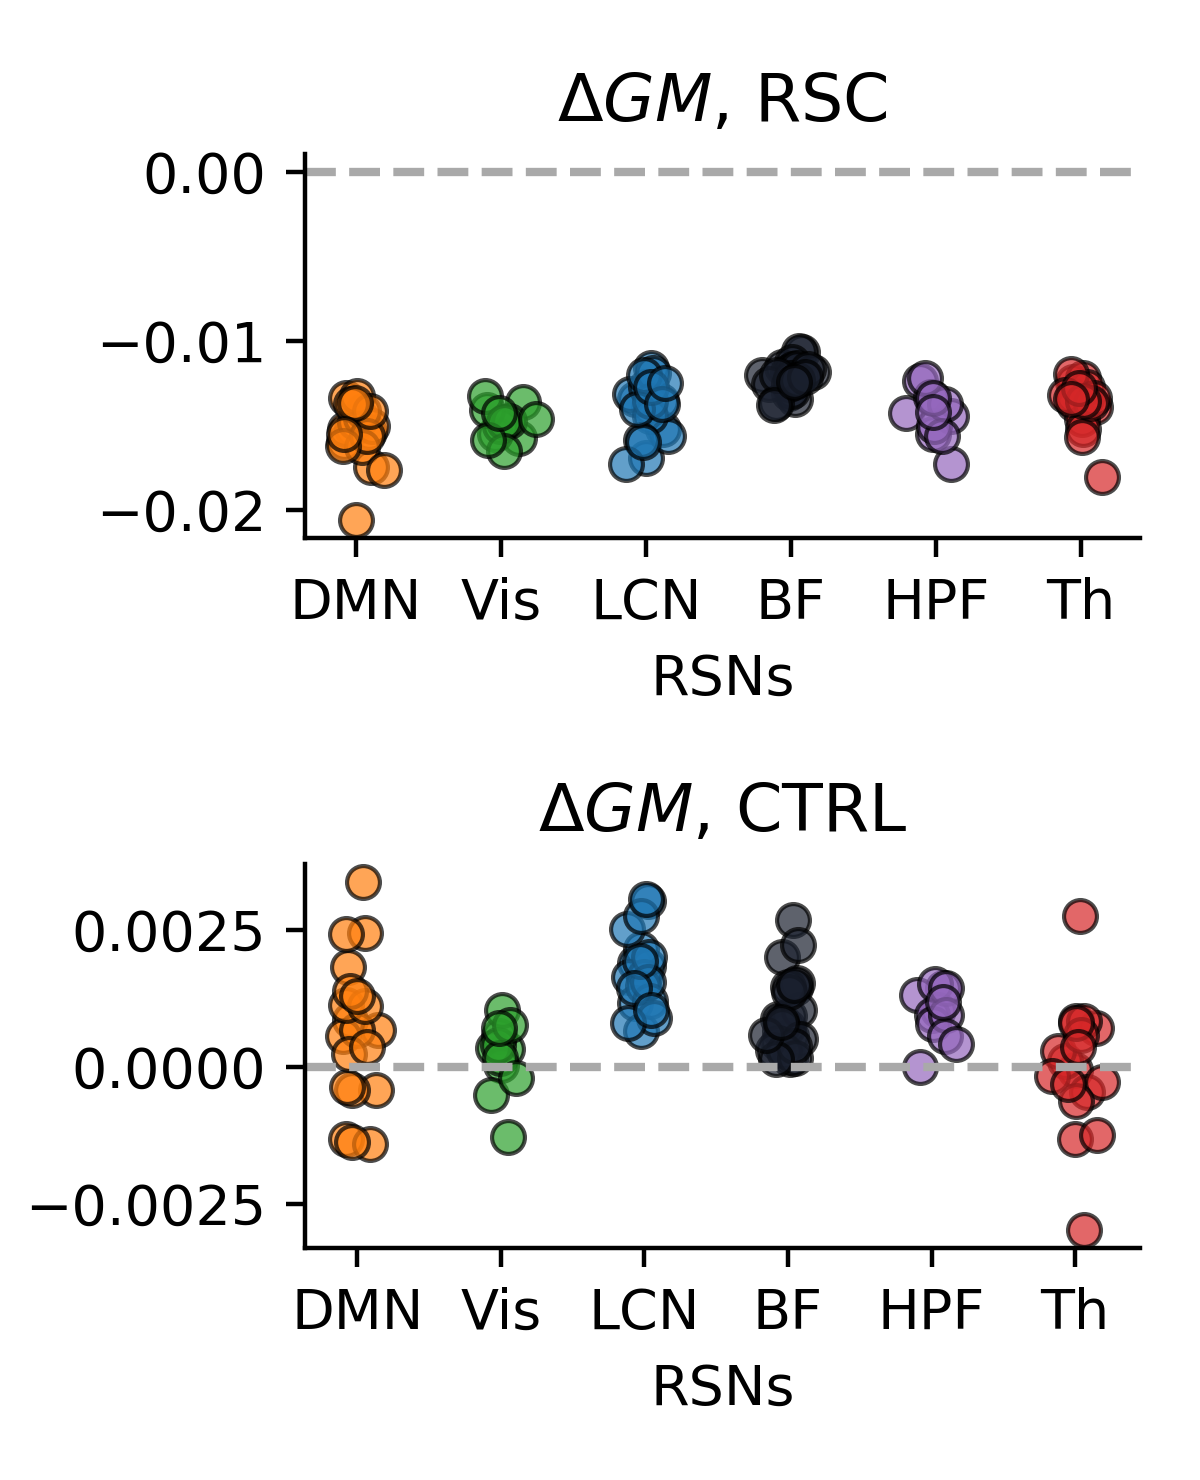 Δ𝐺𝑀, RSC
0.00
−0.01
−0.02
DMN Vis LCN BF HPF Th
RSNs
Δ𝐺𝑀, CTRL
0.0025
0.0000
−0.0025
DMN Vis LCN BF HPF Th
RSNs